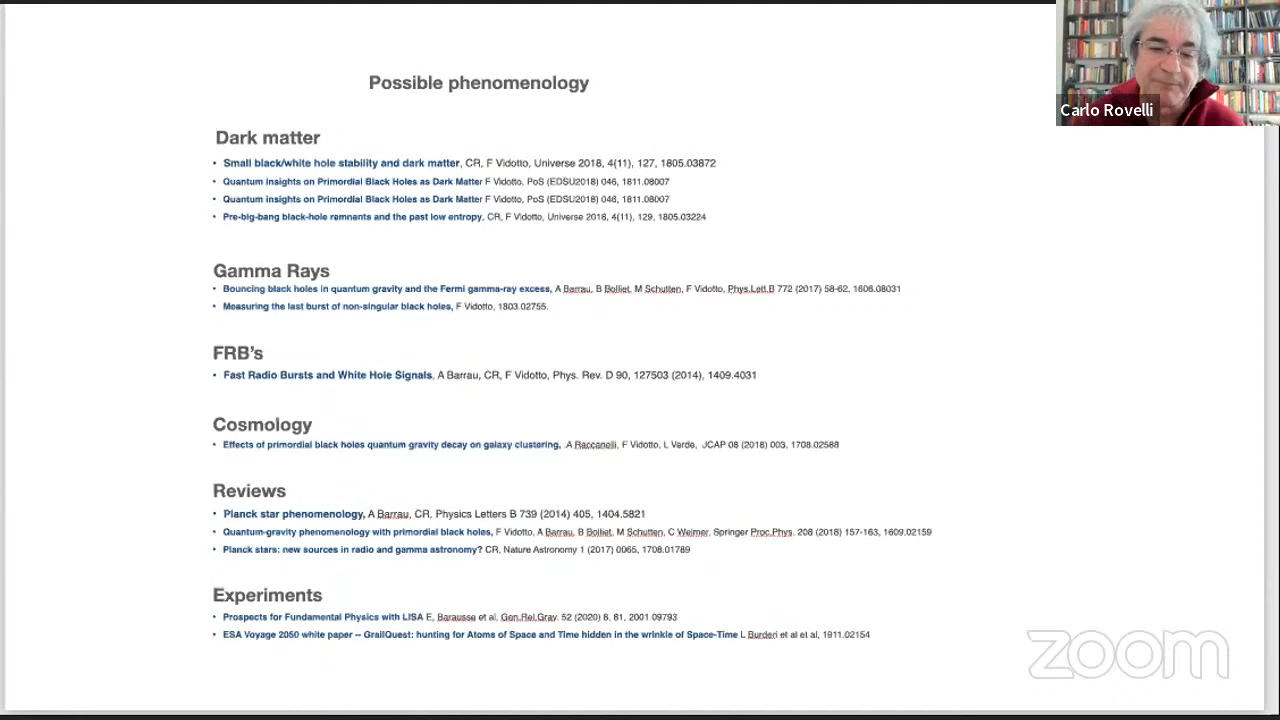 Possible phenomenology
Carlo Rovelli
Dark matter
• Small black/white hole stability and dark matter, CR, F Vidotto, Universe 2018, 4(11), 127, 1805.03872
• Quantum Insights on Primordial Black Holes as Dark Matter F Vidotto, PoS (EDSU2018) 046, 1811.08007
• Quantum insights on Primordial Black Holes as Dark Matter F Vidotto, PoS (EDSU2018) 046, 1811.08007
• Pre-big-bang black-hole remnants and the past low entropy, CR, F Vidotto, Universe 2018, 4(11), 129, 1805.03224
Gamma Rays
• Bouncing black holes in quantum gravity and the Fermi gamma-ray excess, A Barrau, B Bolliet, M Schutten, F Vidotto, Phys.Lett.B 772 (2017) 58-62, 1606.08031
• Measuring the last burst of non-singular black holes, F Vidotto, 1803.02755.
FRB's
• Fast Radio Bursts and White Hole Signals, A Barrau, CR, F Vidotto, Phys. Rev. D 90, 127503 (2014), 1409.4031
Cosmology
• Effects of primordial black holes quantum gravity decay on galaxy clustering, .A Raccanelli, F Vidotto, L Verde, JCAP 08 (2018) 003, 1708.02588
Reviews
• Planck star phenomenology, A Barrau, CR, Physics Letters B 739 (2014) 405, 1404.5821
• Quantum-gravity phenomenology with primordial black holes, F Vidotto, A Barrau, B Bolliet, M Schutten, C Weimer, Springer Proc.Phys. 208 (2018) 157-163, 1609.02159
• Planck stars: new sources in radio and gamma astronomy? CR, Nature Astronomy 1 (2017) 0065, 1708.01789
Experiments
• Prospects for Fundamental Physics with LISA E, Barausse et al, Gen.Rel.Grav. 52 (2020) 8, 81, 2001.09793
• ESA Voyage 2050 white paper -- GrailQuest: hunting for Atoms of Space and Time hidden in the wrinkle of Space-Time L Burderi et al et al, 1911.02154
zoom